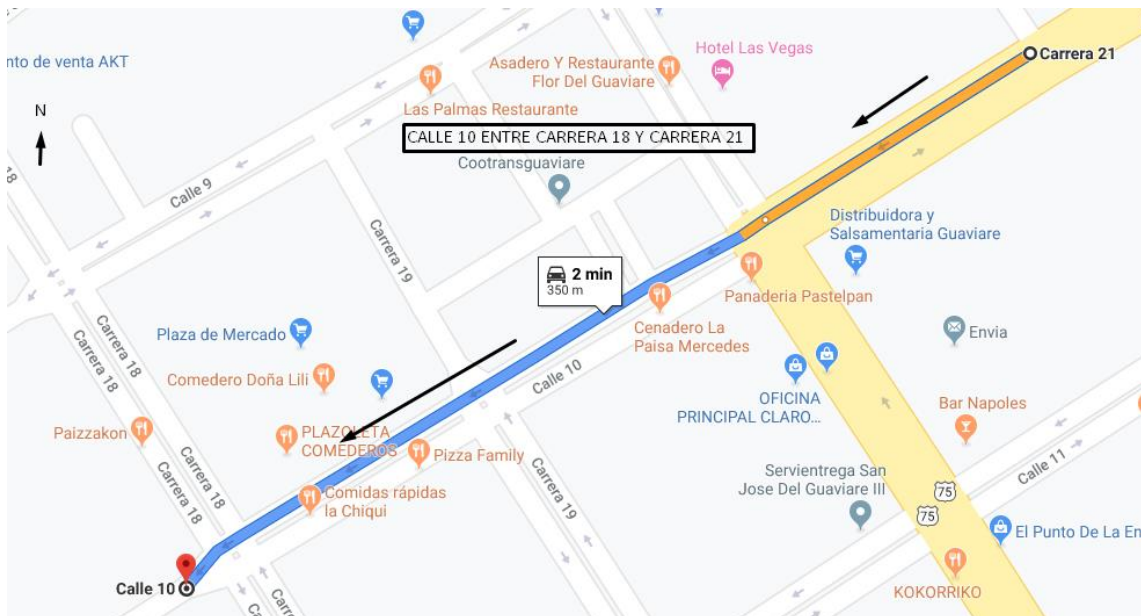 Hotel Las Vegas
Carrera 21
nto de venta AKT
Asadero Y Restaurante
Flor Del Guaviare
Las Palmas Restaurante
N
CALLE 10 ENTRE CARRERA 18 Y CARRERA 21
Cootransguaviare
18
Calle 9
Carrera 19
Distribuidora y
Salsamentaria Guaviare
2 min
350 m
Panaderia Pastelpan
Cenadero La
Paisa Mercedes
Plaza de Mercado
Carrera 18
Carrera 18
Envia
Comedero Doña Lili
Calle 10
OFICINA
PRINCIPAL CLARO...
Bar Napoles
Paizzakon
PLAZOLETA
COMEDEROS
Pizza Family
Calle 11
Servientrega San
Jose Del Guaviare III
Carrera 18
Carrera 18
Comidas rápidas
la Chiqui
Carrera 19
75
75
El Punto De La En
Calle 10
KOKORRIKO
18